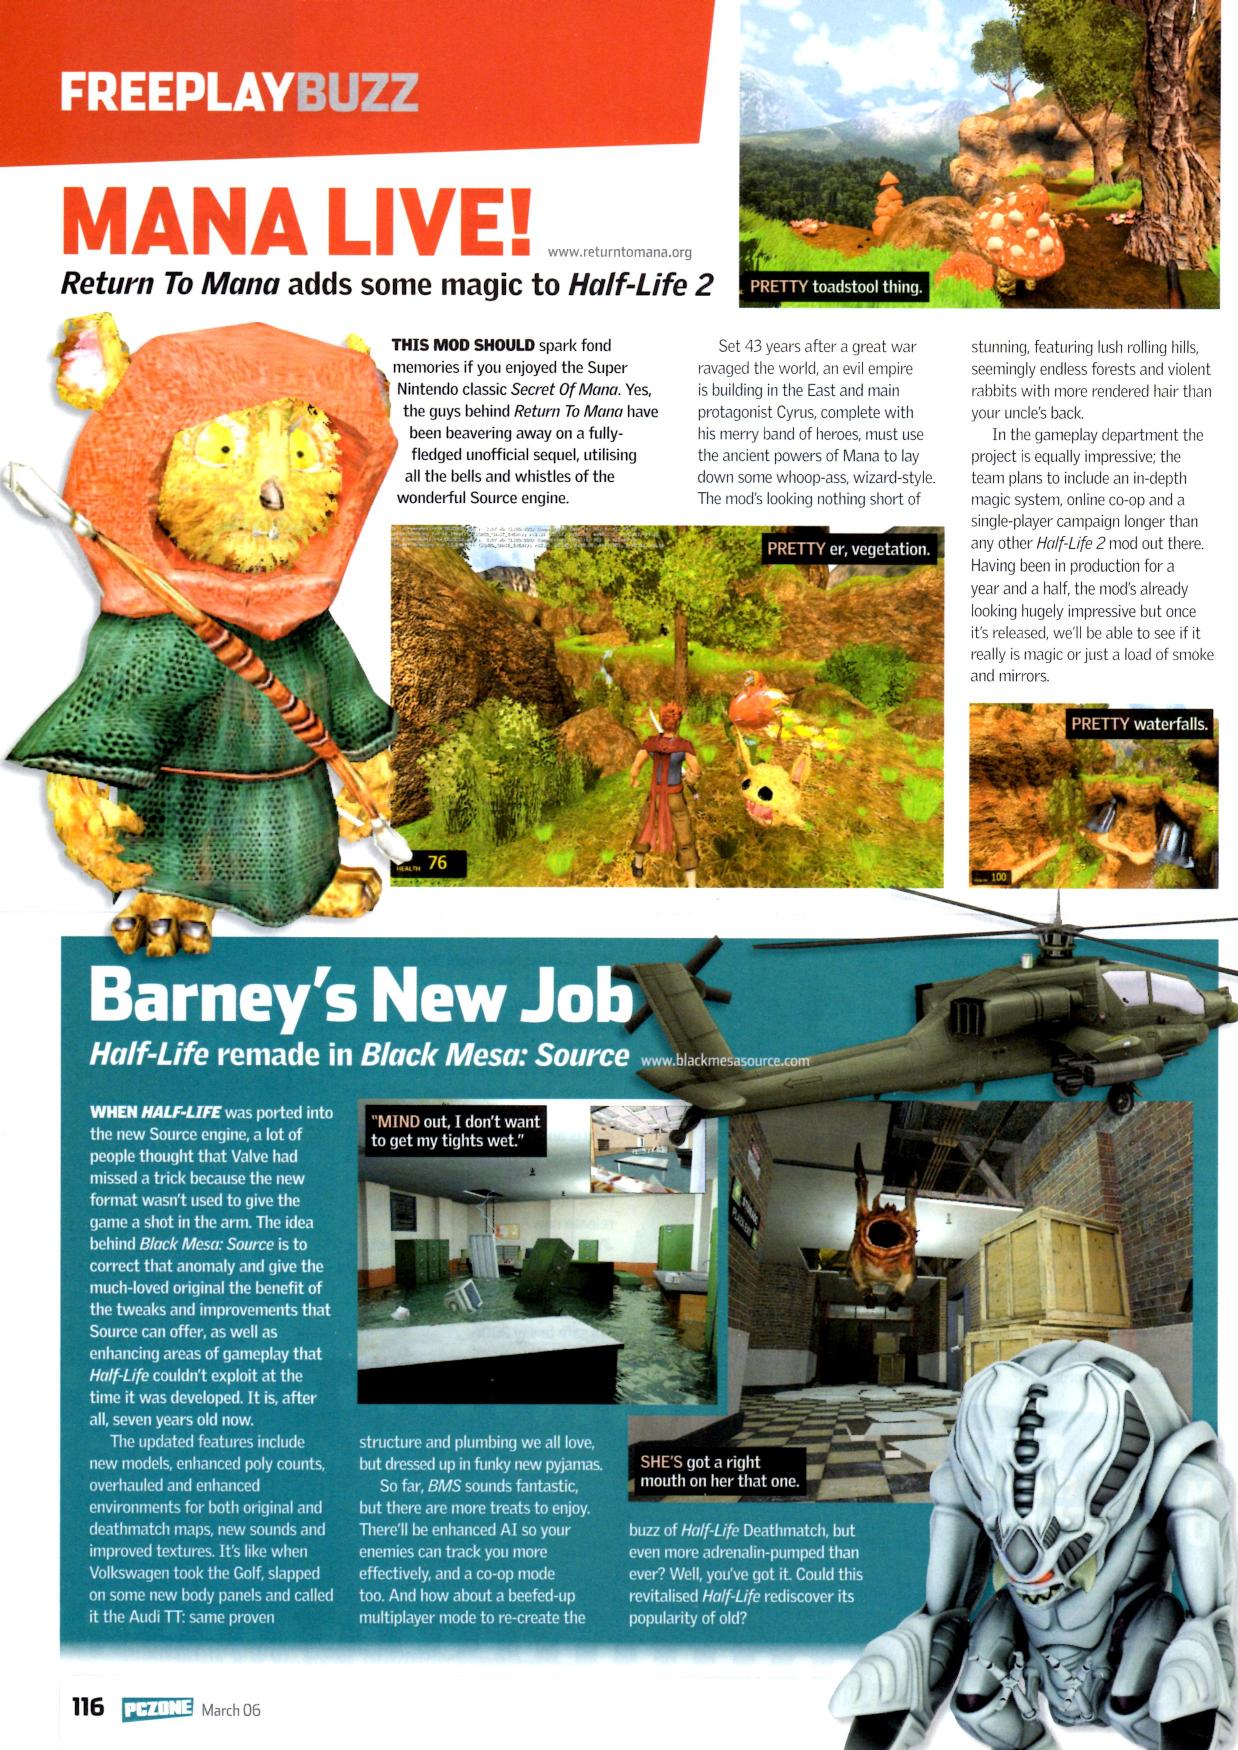 FREEPLAYBUZZ
MANA LIVE!
www.returntomana.org
Return To Mana adds some magic to Half-Life 2
PRETTY toadstool thing.
THIS MOD SHOULD spark fond
memories if you enjoyed the Super
Nintendo classic Secret Of Mana. Yes,
the guys behind Return To Mana have
been beavering away on a fully-
fledged unofficial sequel, utilising
all the bells and whistles of the
wonderful Source engine.
Set 43 years after a great war
ravaged the world, an evil empire
is building in the East and main
protagonist Cyrus, complete with
his merry band of heroes, must use
the ancient powers of Mana to lay
down some whoop-ass, wizard-style.
The mod's looking nothing short of
stunning, featuring lush rolling hills,
seemingly endless forests and violent
rabbits with more rendered hair than
your uncle's back.
In the gameplay department the
project is equally impressive; the
team plans to include an in-depth
magic system, online co-op and a
single-player campaign longer than
any other Half-Life 2 mod out there.
Having been in production for a
year and a half, the mod's already
looking hugely impressive but once
it's released, we'll be able to see if it
really is magic or just a load of smoke
and mirrors.
PRETTY er, vegetation.
HEALTH 76
PRETTY waterfalls.
100
Barney's New Job
Half-Life remade in Black Mesa: Source
www.blackmesasource.com
WHEN HALF-LIFE was ported into
the new Source engine, a lot of
people thought that Valve had
missed a trick because the new
format wasn't used to give the
game a shot in the arm. The idea
behind Black Mesa: Source is to
correct that anomaly and give the
much-loved original the benefit of
the tweaks and improvements that
Source can offer, as well as
enhancing areas of gameplay that
Half-Life couldn't exploit at the
time it was developed. It is, after
all, seven years old now.
The updated features include
new models, enhanced poly counts,
overhauled and enhanced
environments for both original and
deathmatch maps, new sounds and
improved textures. It's like when
Volkswagen took the Golf, slapped
on some new body panels and called
it the Audi TT: same proven
"MIND out, I don't want
to get my tights wet."
structure and plumbing we all love,
but dressed up in funky new pyjamas.
So far, BMS sounds fantastic,
but there are more treats to enjoy.
There'll be enhanced AI so your
enemies can track you more
effectively, and a co-op mode
too. And how about a beefed-up
multiplayer mode to re-create the
SHE'S got a right
mouth on her that one.
buzz of Half-Life Deathmatch, but
even more adrenalin-pumped than
ever? Well, you've got it. Could this
revitalised Half-Life rediscover its
popularity of old?
116 PCZONE March 06